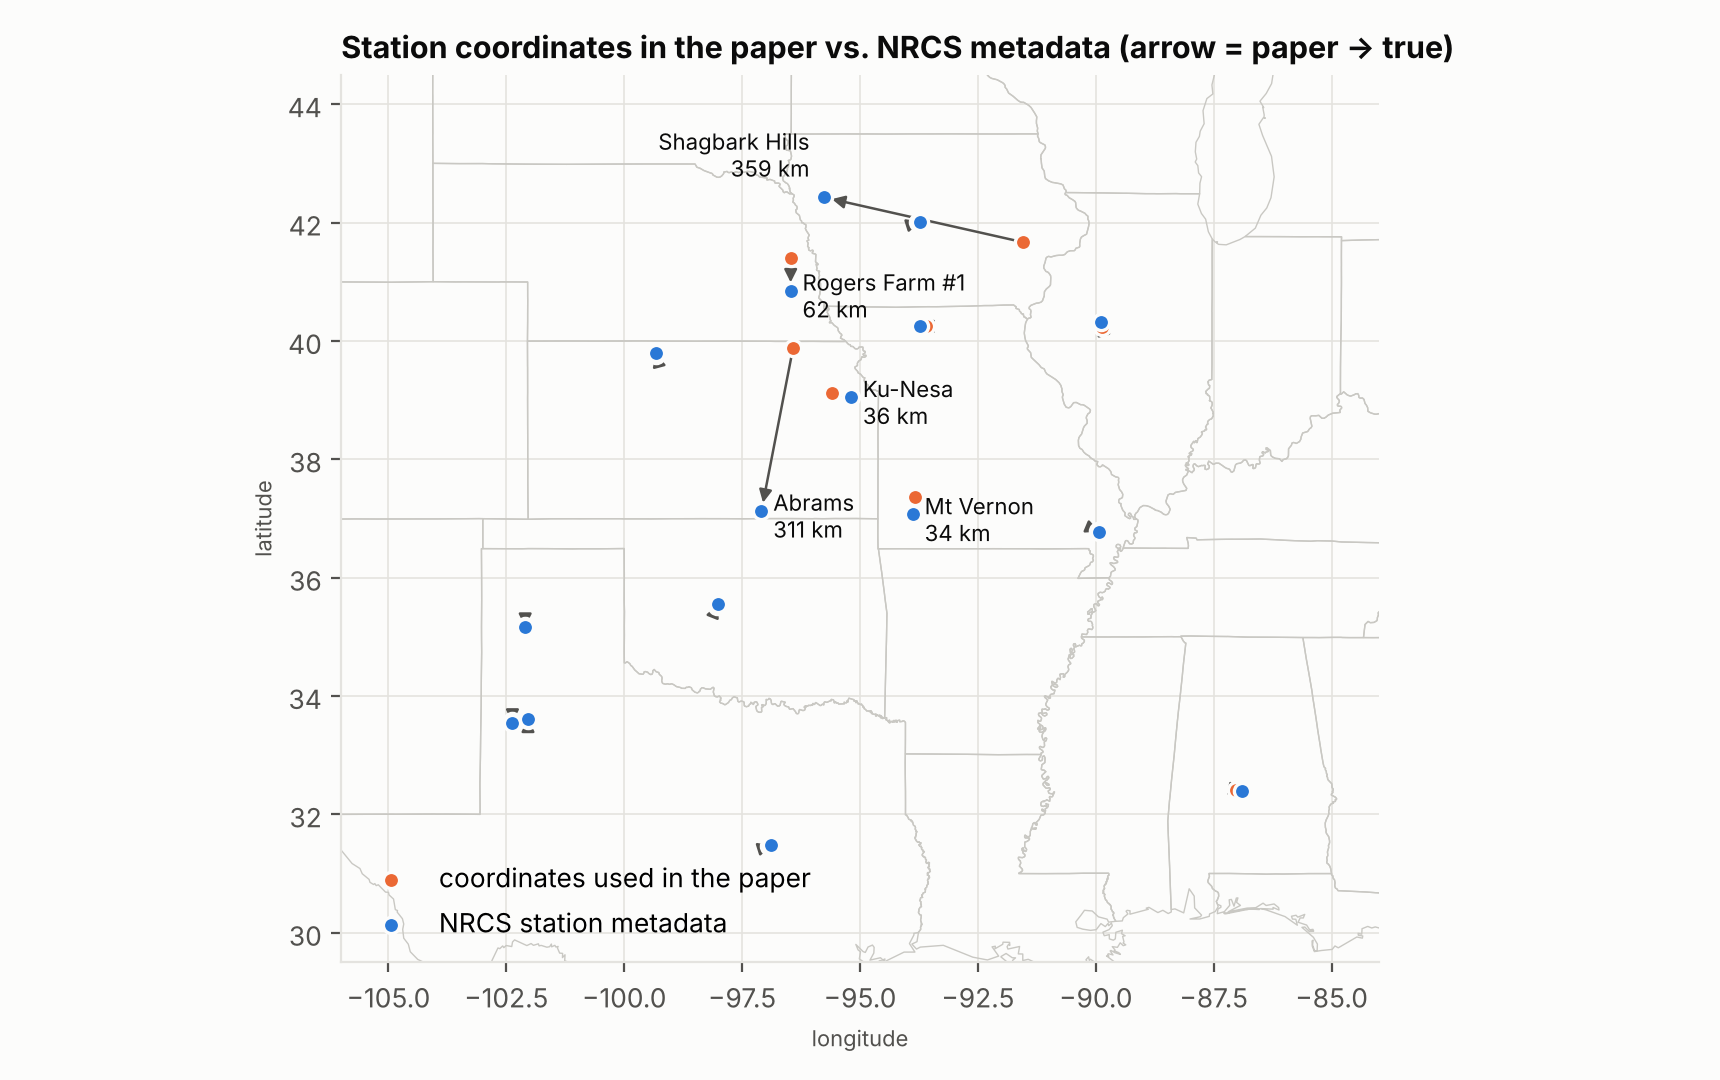 Station coordinates in the paper vs. NRCS metadata (arrow = paper → true)
44
42
40
38
36
34
32
30
latitude
Shagbark Hills
359 km
Rogers Farm #1
62 km
Ku-Nesa
36 km
Abrams
311 km
Mt Vernon
34 km
coordinates used in the paper
NRCS station metadata
−105.0
−102.5
−100.0
−97.5
−95.0
−92.5
−90.0
−87.5
−85.0
longitude